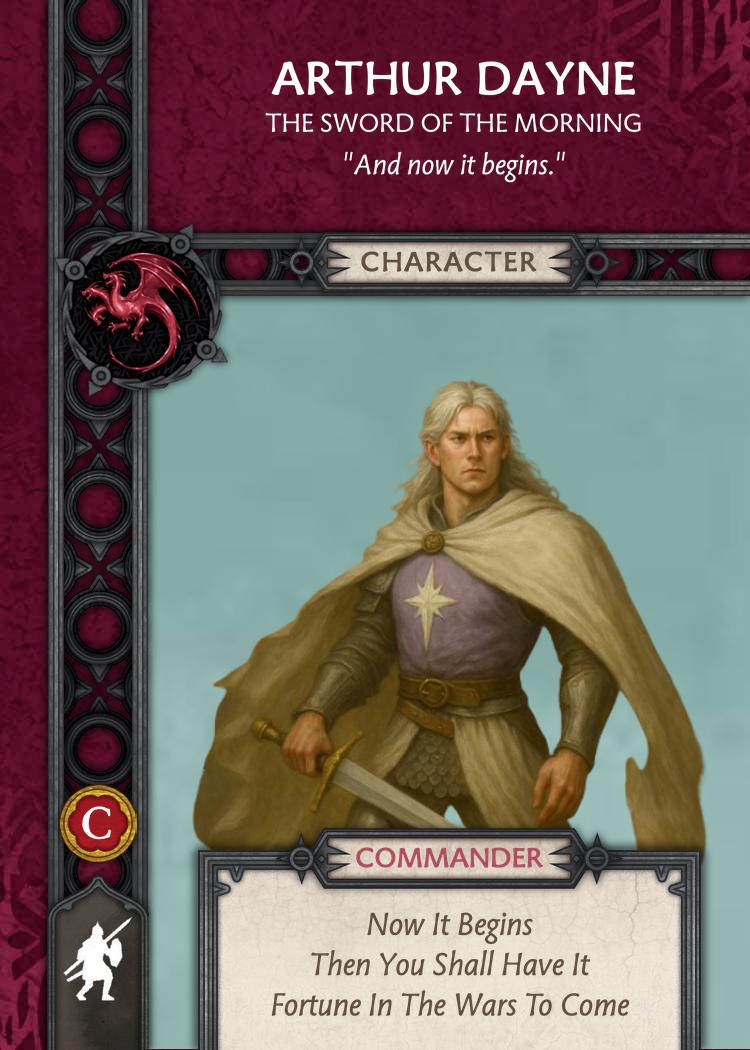 ARTHUR DAYNE
THE SWORD OF THE MORNING
"And now it begins."
CHARACTER
C
COMMANDER
Now It Begins
Then You Shall Have It
Fortune In The Wars To Come